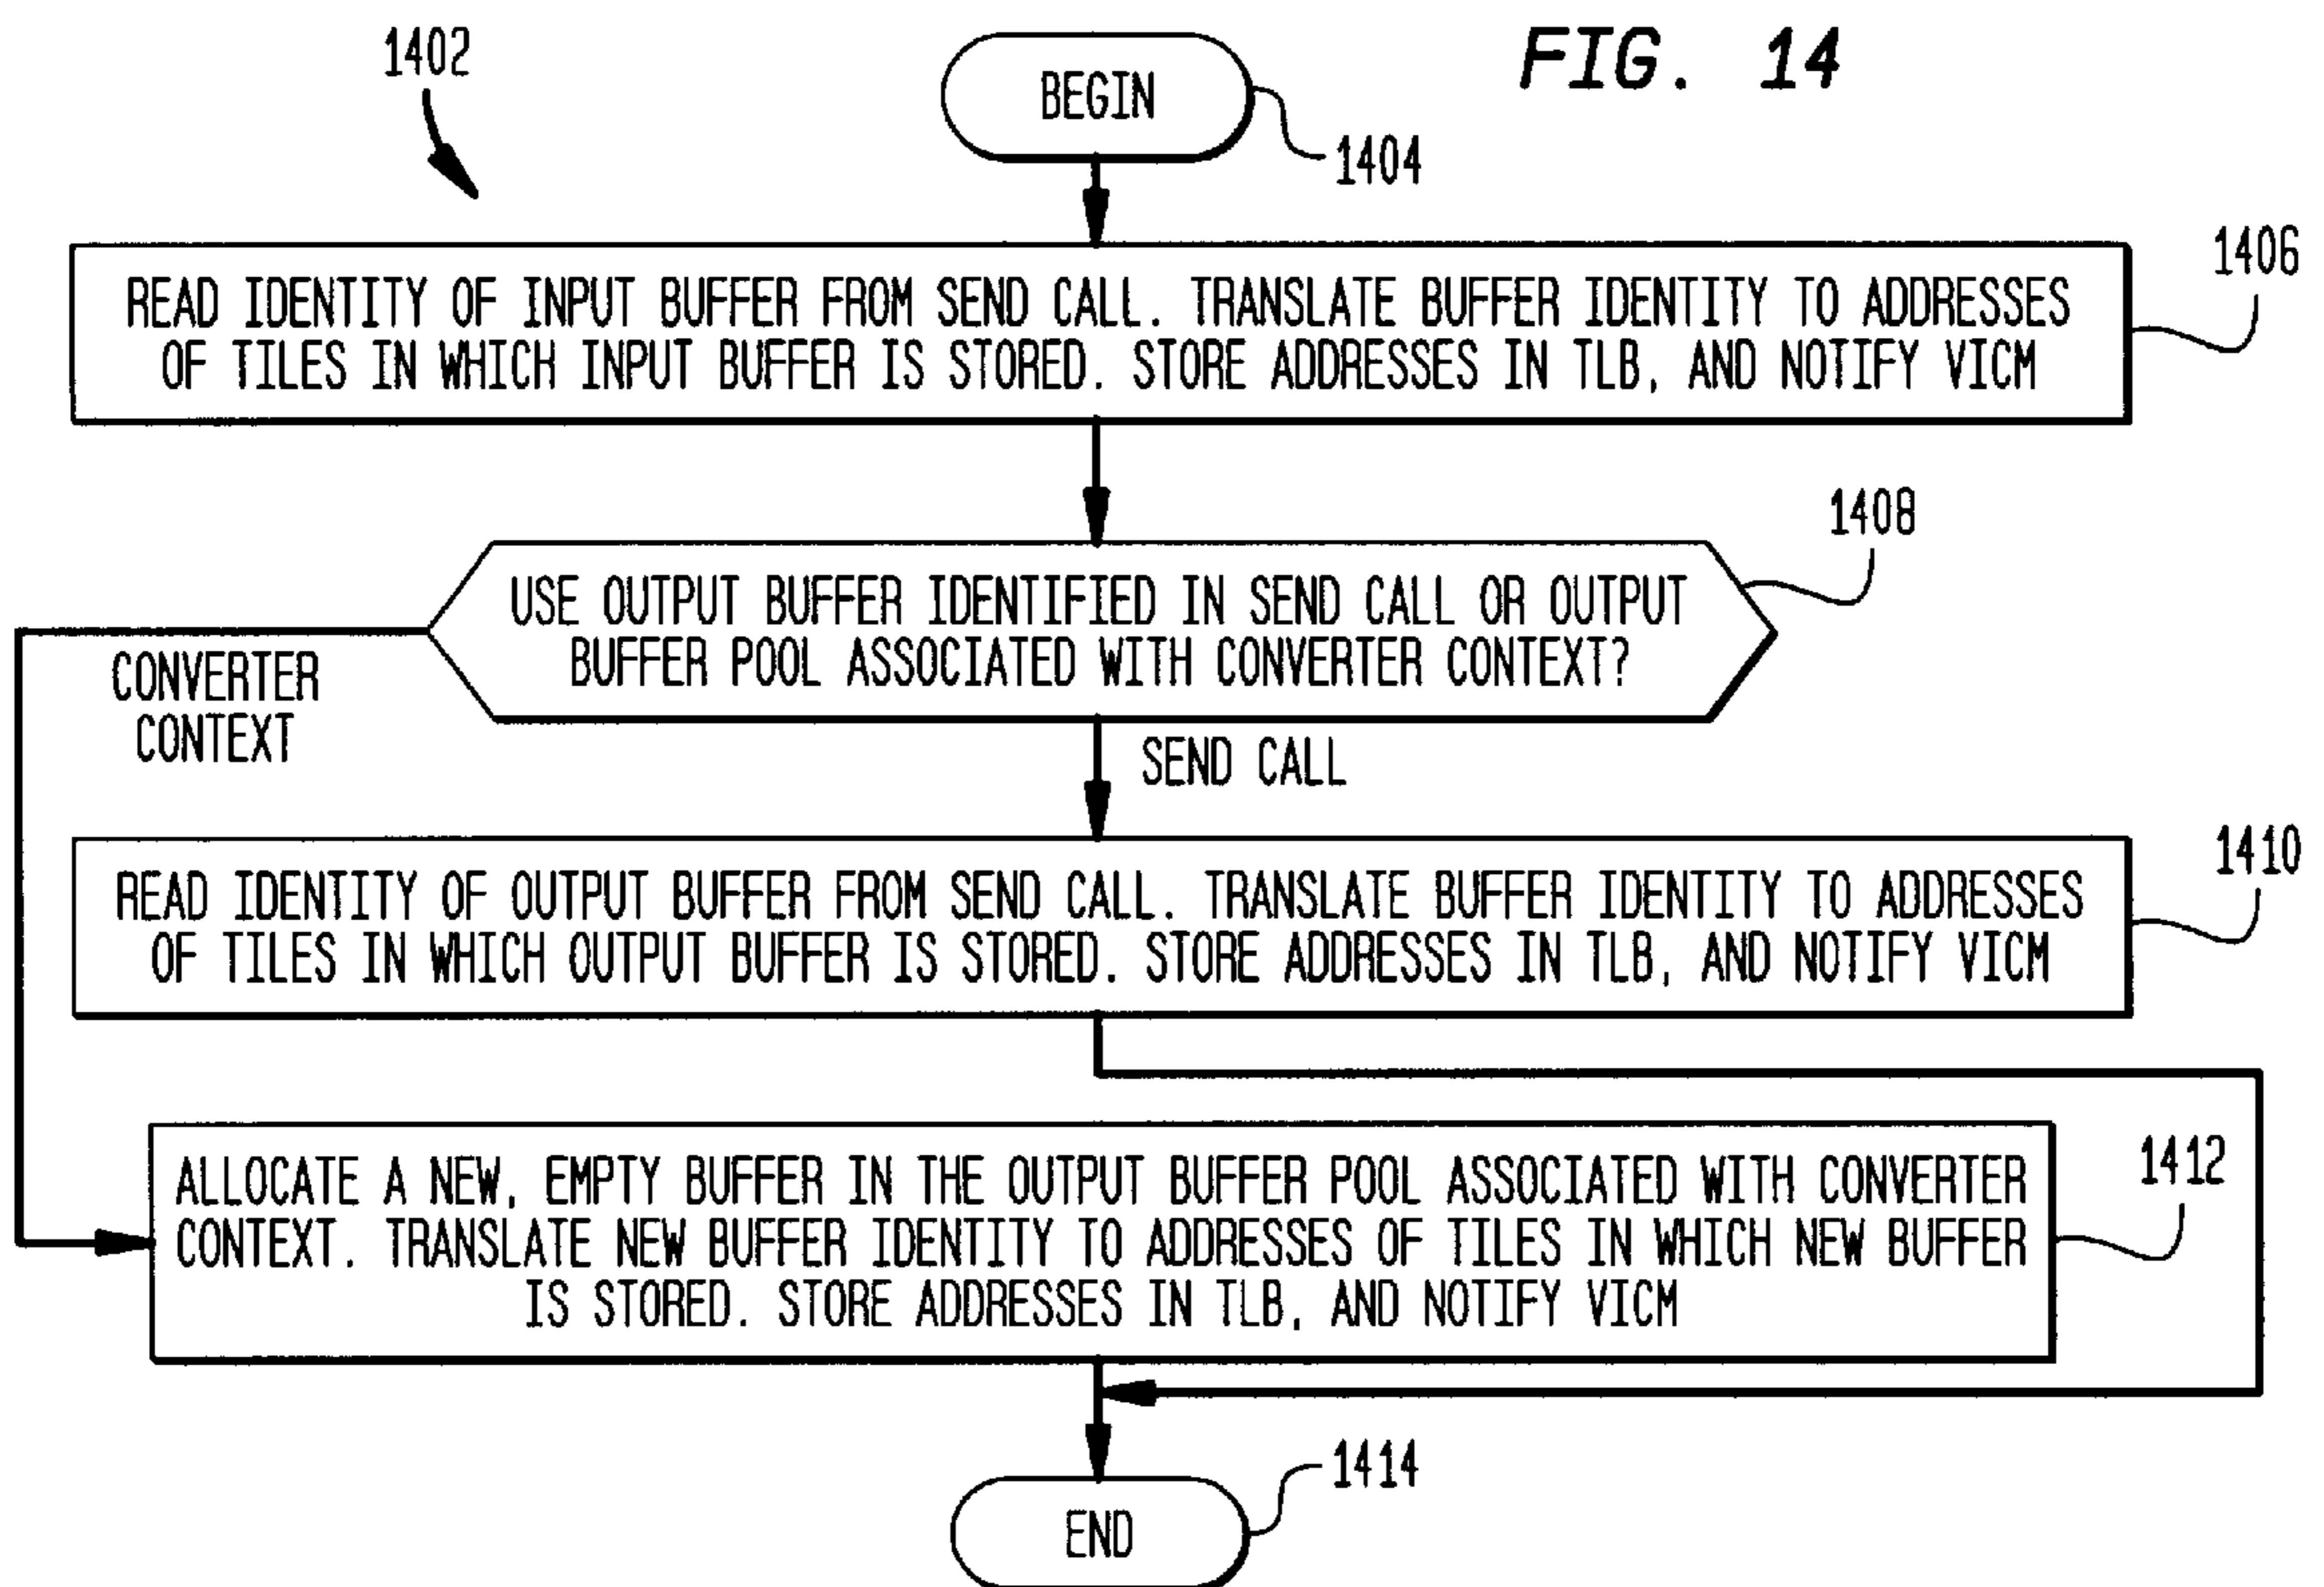 1402
BEGIN
FIG. 14
1404
1406
READ IDENTITY OF INPUT BUFFER FROM SEND CALL. TRANSLATE BUFFER IDENTITY TO ADDRESSES
OF TILES IN WHICH INPUT BUFFER IS STORED. STORE ADDRESSES IN TLB, AND NOTIFY VICM
1408
USE OUTPUT BUFFER IDENTIFIED IN SEND CALL OR OUTPUT
BUFFER POOL ASSOCIATED WITH CONVERTER CONTEXT?
CONVERTER
CONTEXT
SEND CALL
1410
READ IDENTITY OF OUTPUT BUFFER FROM SEND CALL. TRANSLATE BUFFER IDENTITY TO ADDRESSES
OF TILES IN WHICH OUTPUT BUFFER IS STORED. STORE ADDRESSES IN TLB, AND NOTIFY VICM
1412
ALLOCATE A NEW, EMPTY BUFFER IN THE OUTPUT BUFFER POOL ASSOCIATED WITH CONVERTER
CONTEXT. TRANSLATE NEW BUFFER IDENTITY TO ADDRESSES OF TILES IN WHICH NEW BUFFER
IS STORED. STORE ADDRESSES IN TLB, AND NOTIFY VICM
1414
END